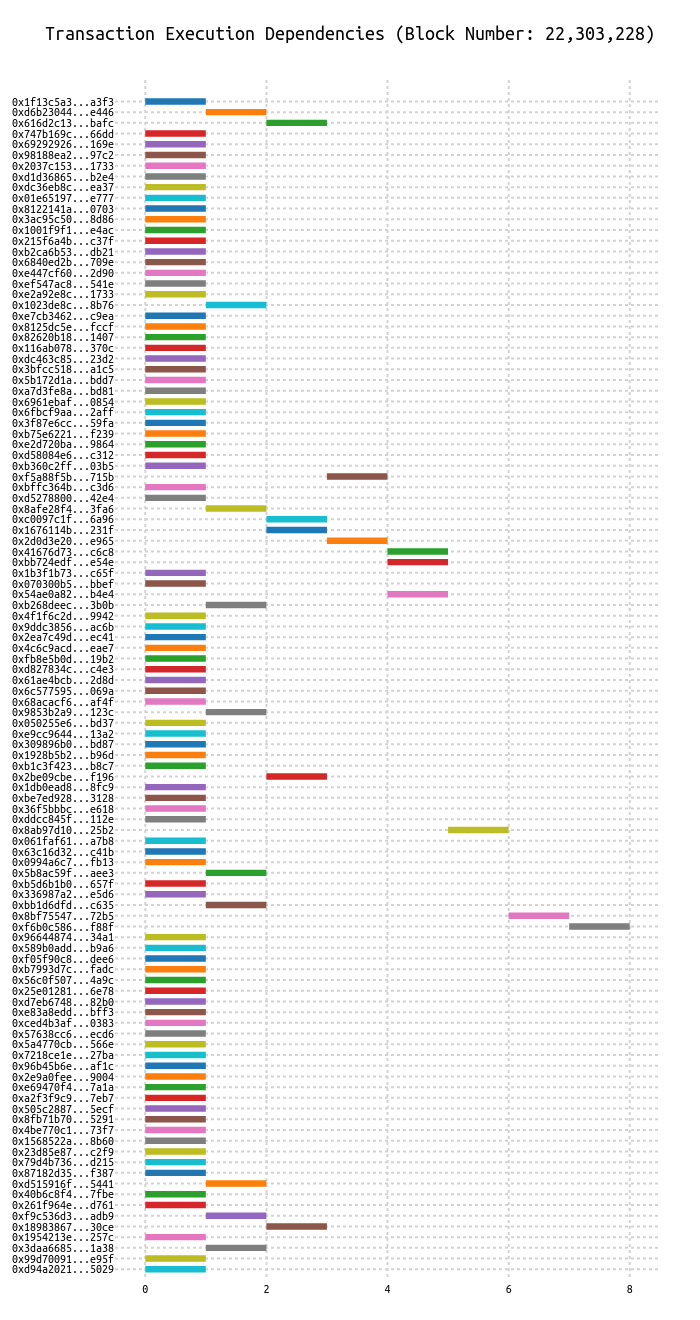 Transaction Execution Dependencies (Block Number: 22,303,228)
0x1f13c5a3...a3f3
0xd6b23044...e446
0x616d2c13...bafc
0x747b169c...66dd
0x69292926...169e
0x98188ea2...97c2
0x2037c153...1733
0xd1d36865...b2e4
0xdc36eb8c...ea37
0x01e65197...e777
0x8122141a...0703
0x3ac95c50...8d86
0x1001f9f1...e4ac
0x215f6a4b...c37f
0xb2ca6b53...db21
0x6840ed2b...709e
0xe447cf60...2d90
0xef547ac8...541e
0xe2a92e8c...1733
0x1023de8c...8b76
0xe7cb3462...c9ea
0x8125dc5e...fccf
0x82620b18...1407
0x116ab078...370c
0xdc463c85...23d2
0x3bfcc518...a1c5
0x5b172d1a...bdd7
0xa7d3fe8a...bd81
0x6961ebaf...0854
0x6fbcf9aa...2aff
0x3f87e6cc...59fa
0xb75e6221...f239
0xe2d720ba...9864
0xd58084e6...c312
0xb360c2ff...03b5
0xf5a88f5b...715b
0xbffc364b...c3d6
0xd5278800...42e4
0x8afe28f4...3fa6
0xc0097c1f...6a96
0x1676114b...231f
0x2d0d3e20...e965
0x41676d73...c6c8
0xbb724edf...e54e
0x1b3f1b73...c65f
0x070300b5...bbef
0x54ae0a82...b4e4
0xb268deec...3b0b
0x4f1f6c2d...9942
0x9ddc3856...ac6b
0x2ea7c49d...ec41
0x4c6c9acd...eae7
0xfb8e5b0d...19b2
0xd827834c...c4e3
0x61ae4bcb...2d8d
0x6c577595...069a
0x68acacf6...af4f
0x9853b2a9...123c
0x050255e6...bd37
0xe9cc9644...13a2
0x309896b0...bd87
0x1928b5b2...b96d
0xb1c3f423...b8c7
0x2be09cbe...f196
0x1db0ead8...8fc9
0xbe7ed928...3128
0x36f5bbbc...e618
0xddcc845f...112e
0x8ab97d10...25b2
0x061faf61...a7b8
0x63c16d32...c41b
0x0994a6c7...fb13
0x5b8ac59f...aee3
0xb5d6b1b0...657f
0x336987a2...e5d6
0xbb1d6dfd...c635
0x8bf75547...72b5
0xf6b0c586...f88f
0x96644874...34a1
0x589b0add...b9a6
0xf05f90c8...dee6
0xb7993d7c...fadc
0x56c0f507...4a9c
0x25e01281...6e78
0xd7eb6748...82b0
0xe83a8edd...bff3
0xced4b3af...0383
0x57638cc6...ecd6
0x5a4770cb...566e
0x7218ce1e...27ba
0x96b45b6e...af1c
0x2e9a0fee...9004
0xe69470f4...7a1a
0xa2f3f9c9...7eb7
0x505c2887...5ecf
0x8fb71b70...5291
0x4be770c1...73f7
0x1568522a...8b60
0x23d85e87...c2f9
0x79d4b736...d215
0x87182d35...f387
0xd515916f...5441
0x40b6c8f4...7fbe
0x261f964e...d761
0xf9c536d3...adb9
0x18983867...30ce
0x1954213e...257c
0x3daa6685...1a38
0x99d70091...e95f
0xd94a2021...5029
0 2 4 6 8